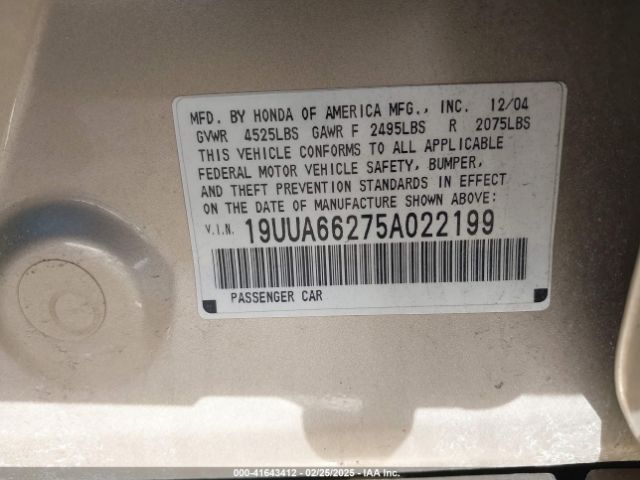 MFD. BY HONDA OF AMERICA MFG., INC. 12/04
GVWR 4525LBS GAWR F 2495LBS R 2075LBS
THIS VEHICLE CONFORMS TO ALL APPLICABLE
FEDERAL MOTOR VEHICLE SAFETY, BUMPER,
AND THEFT PREVENTION STANDARDS IN EFFECT
ON THE DATE OF MANUFACTURE SHOWN ABOVE:
V.I.N. 19UUA66275A022199
PASSENGER CAR
000-41643412 - 02/25/2025 - IAA Inc.